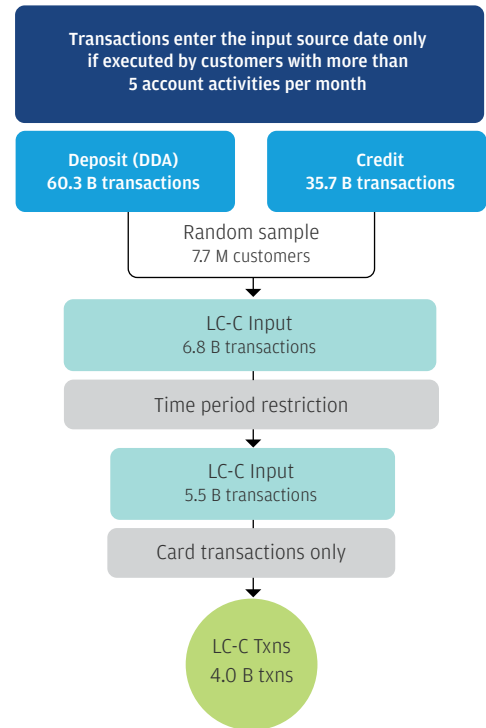 Transactions enter the input source date only
if executed by customers with more than
5 account activities per month
Deposit (DDA)
60.3 B transactions
Credit
35.7 B transactions
Random sample
7.7 M customers
LC-C Input
6.8 B transactions
Time period restriction
LC-C Input
5.5 B transactions
Card transactions only
LC-C Txns
4.0 B txns